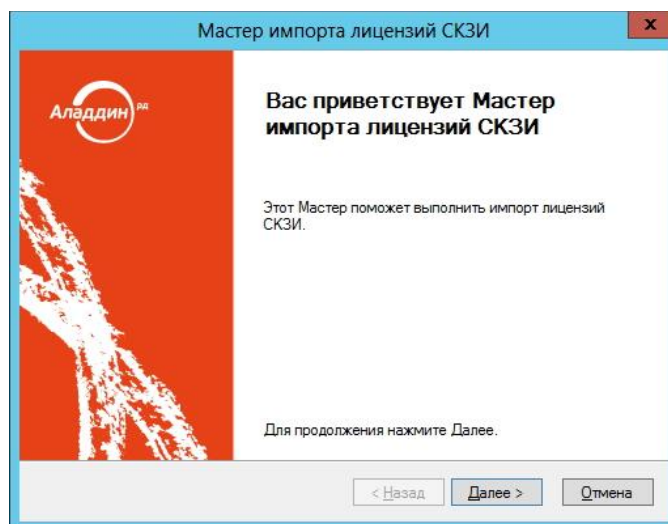 Мастер импорта лицензий СКЗИ
x
Аладдин РД
Вас приветствует Мастер
импорта лицензий СКЗИ
Этот Мастер поможет выполнить импорт лицензий
СКЗИ.
Для продолжения нажмите Далее.
< Назад
Далее >
Отмена